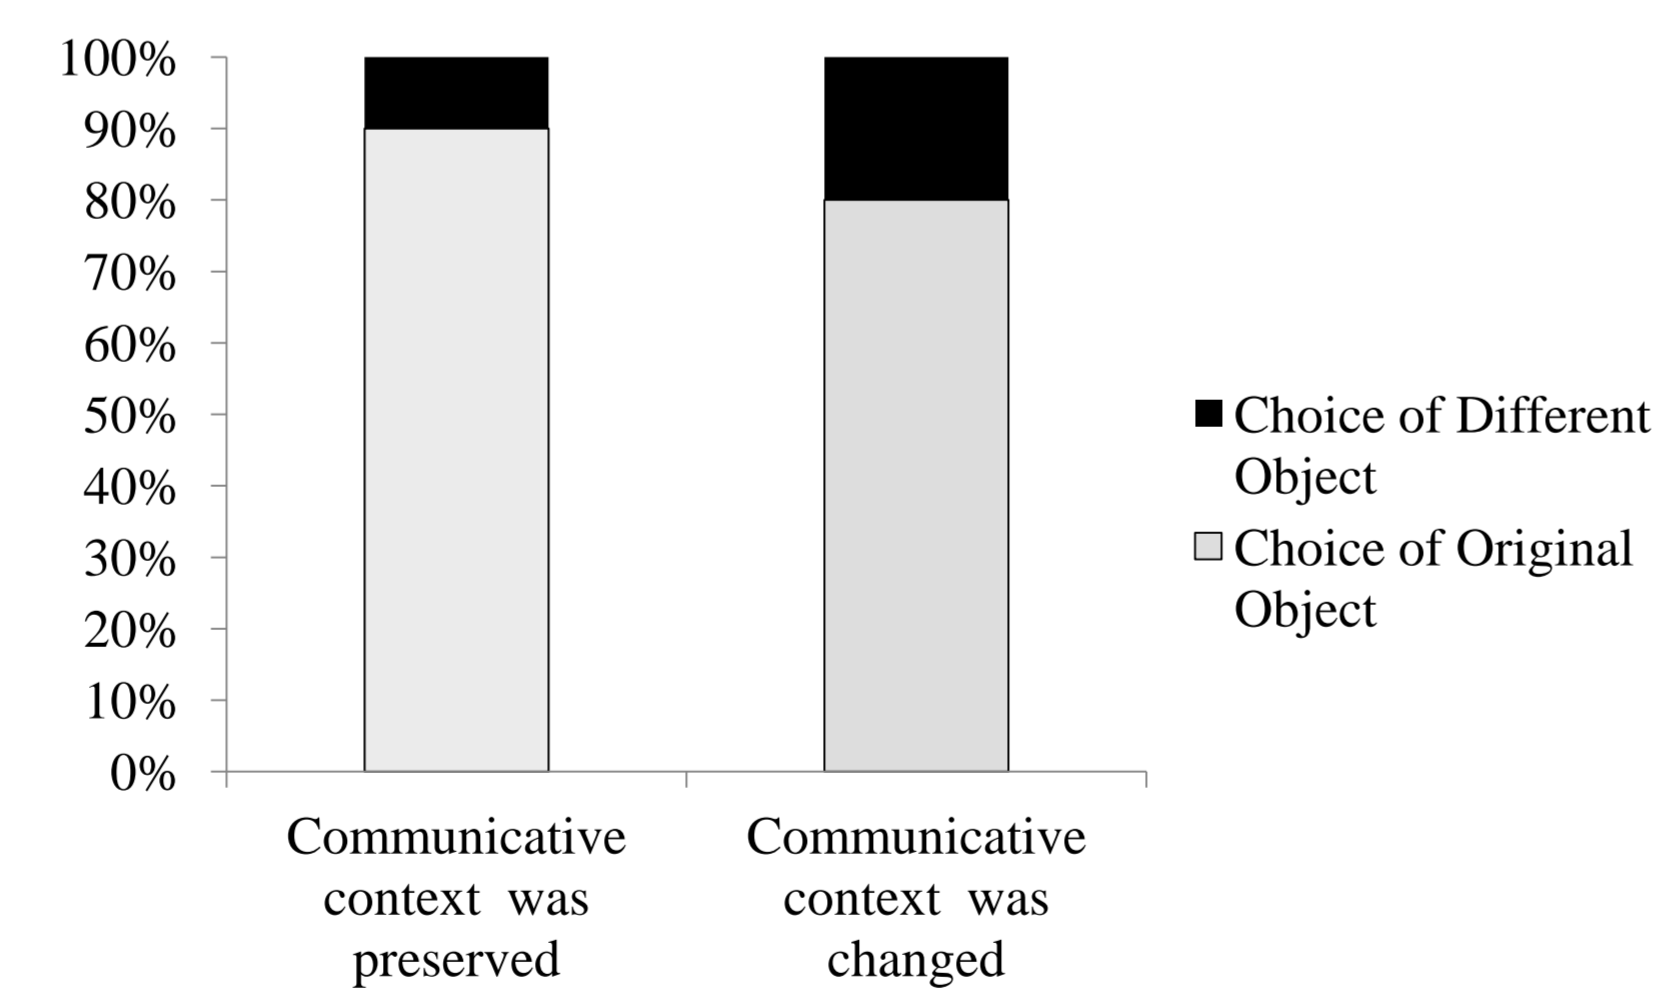 100%
90%
80%
70%
60%
50%
40%
30%
20%
10%
0%
Communicative
context was
preserved
Communicative
context was
changed
Choice of Different
Object
Choice of Original
Object